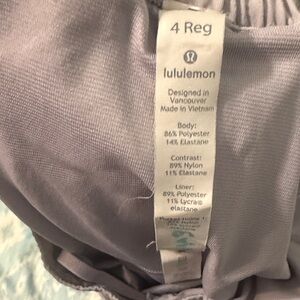 4 Reg
lululemon
Designed in
Vancouver
Made in Vietnam
Body:
86% Polyester
14% Elastane
Contrast:
89% Nylon
11% Elastane
Liner:
89% Polyester
11% Lycra®
elastane